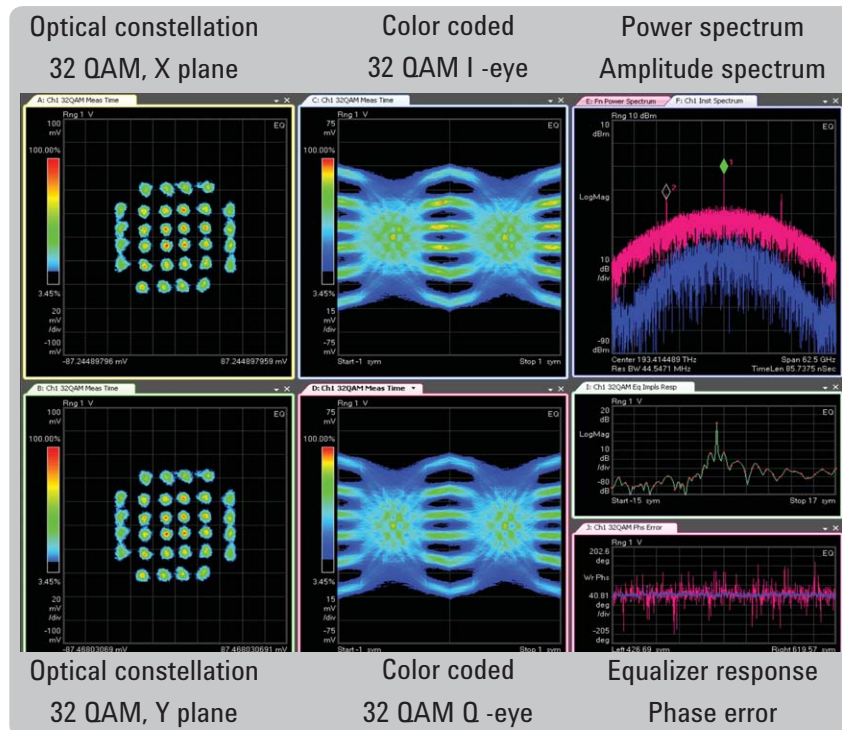 Optical constellation
32 QAM, X plane
Color coded
32 QAM I -eye
Power spectrum
Amplitude spectrum
A: Ch1 32QAM Meas Time
Rng 1 V
100
mV
EQ
100.00%
3.45%
20
mV
/div
-100
mV
-87.24489796 mV
87.244897959 mV
C: Ch1 32QAM Meas Time
Rng 1 V
75
mV
EQ
100.00%
3.45%
15
mV
/div
-75
mV
Start -1 sym
Stop 1 sym
E: Fn Power Spectrum
F: Ch1 Inst Spectrum
Rng 10 dBm
10
dBm
EQ
1
2
LogMag
10
dB
/div
-90
dBm
Center 193.414489 THz
Span 62.5 GHz
Res BW 44.5471 MHz
TimeLen 85.7375 nSec
B: Ch1 32QAM Meas Time
Rng 1 V
100
mV
EQ
100.00%
3.45%
20
mV
/div
-100
mV
-87.46803069 mV
87.468030691 mV
D: Ch1 32QAM Meas Time
Rng 1 V
75
mV
EQ
100.00%
3.45%
15
mV
/div
-75
mV
Start -1 sym
Stop 1 sym
I: Ch1 32QAM Eq Impls Resp
Rng 1 V
20
dB
EQ
LogMag
10
dB
/div
-80
dB
Start -15 sym
Stop 17 sym
J: Ch1 32QAM Phs Error
Rng 1 V
202.6
deg
EQ
Wr Phs
40.81
deg
/div
-205
deg
Left 426.69 sym
Right 619.57 sym
Optical constellation
32 QAM, Y plane
Color coded
32 QAM Q -eye
Equalizer response
Phase error